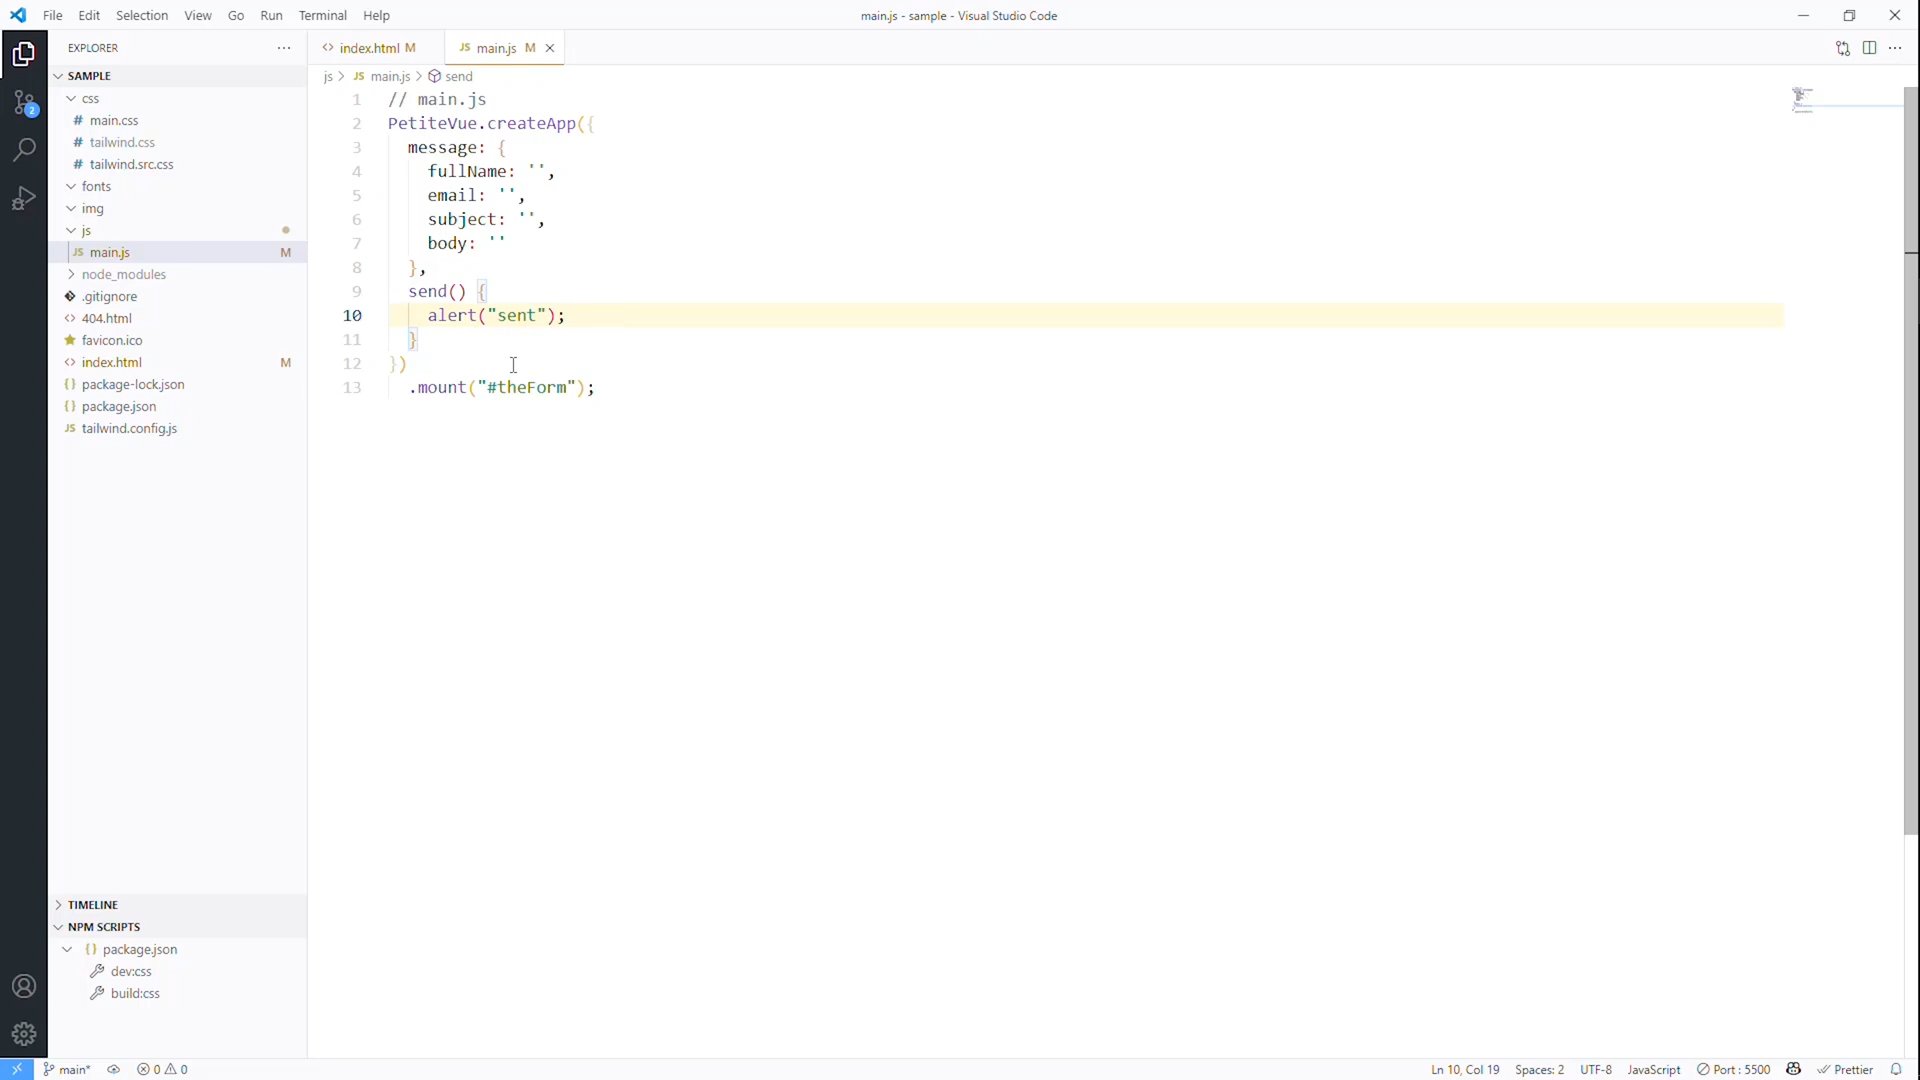 File Edit Selection View Go Run Terminal Help
main.js - sample - Visual Studio Code
EXPLORER
SAMPLE
css
# main.css
# tailwind.css
# tailwind.src.css
fonts
img
js
JS main.js M
node_modules
.gitignore
<> 404.html
favicon.ico
<> index.html M
{} package-lock.json
{} package.json
JS tailwind.config.js
TIMELINE
NPM SCRIPTS
{} package.json
dev:css
build:css
<> index.html M
JS main.js M
js > JS main.js > send
1 // main.js
2 PetiteVue.createApp({
3 message: {
4 fullName: '',
5 email: '',
6 subject: '',
7 body: ''
8 },
9 send() {
10 alert("sent");
11 }
12 })
13 .mount("#theForm");
2
main* 0 0
Ln 10, Col 19 Spaces: 2 UTF-8 JavaScript Port : 5500 Prettier